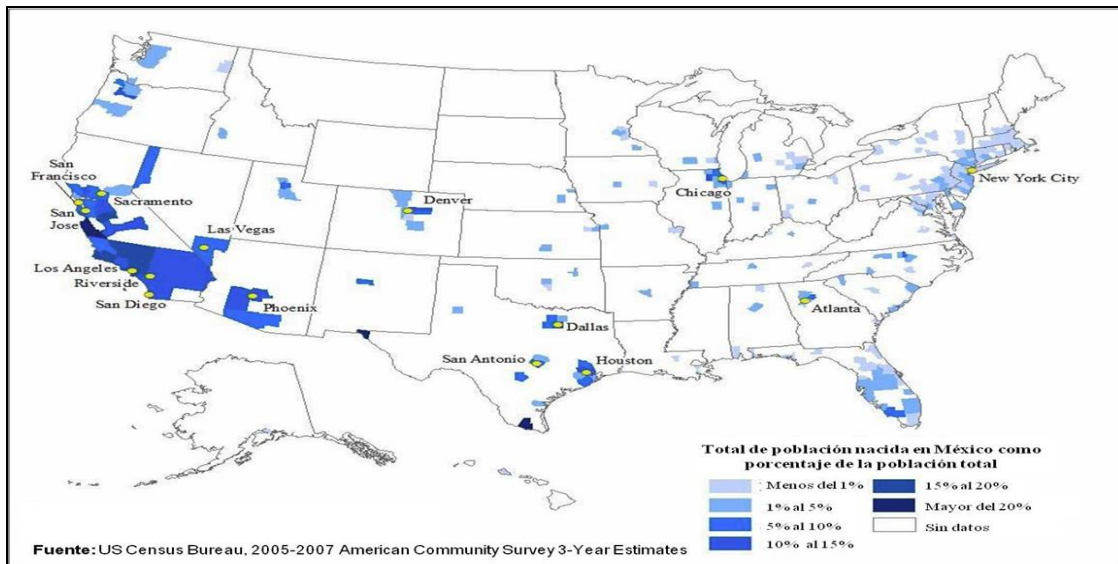 San
Francisco
Sacramento
San
Jose
Las Vegas
Los Angeles
Riverside
San Diego
Phoenix
Denver
Dallas
San Antonio
Houston
Chicago
Atlanta
New York City
Total de población nacida en México como
porcentaje de la población total
Menos del 1%
1% al 5%
5% al 10%
10% al 15%
15% al 20%
Mayor del 20%
Sin datos
Fuente: US Census Bureau, 2005-2007 American Community Survey 3-Year Estimates